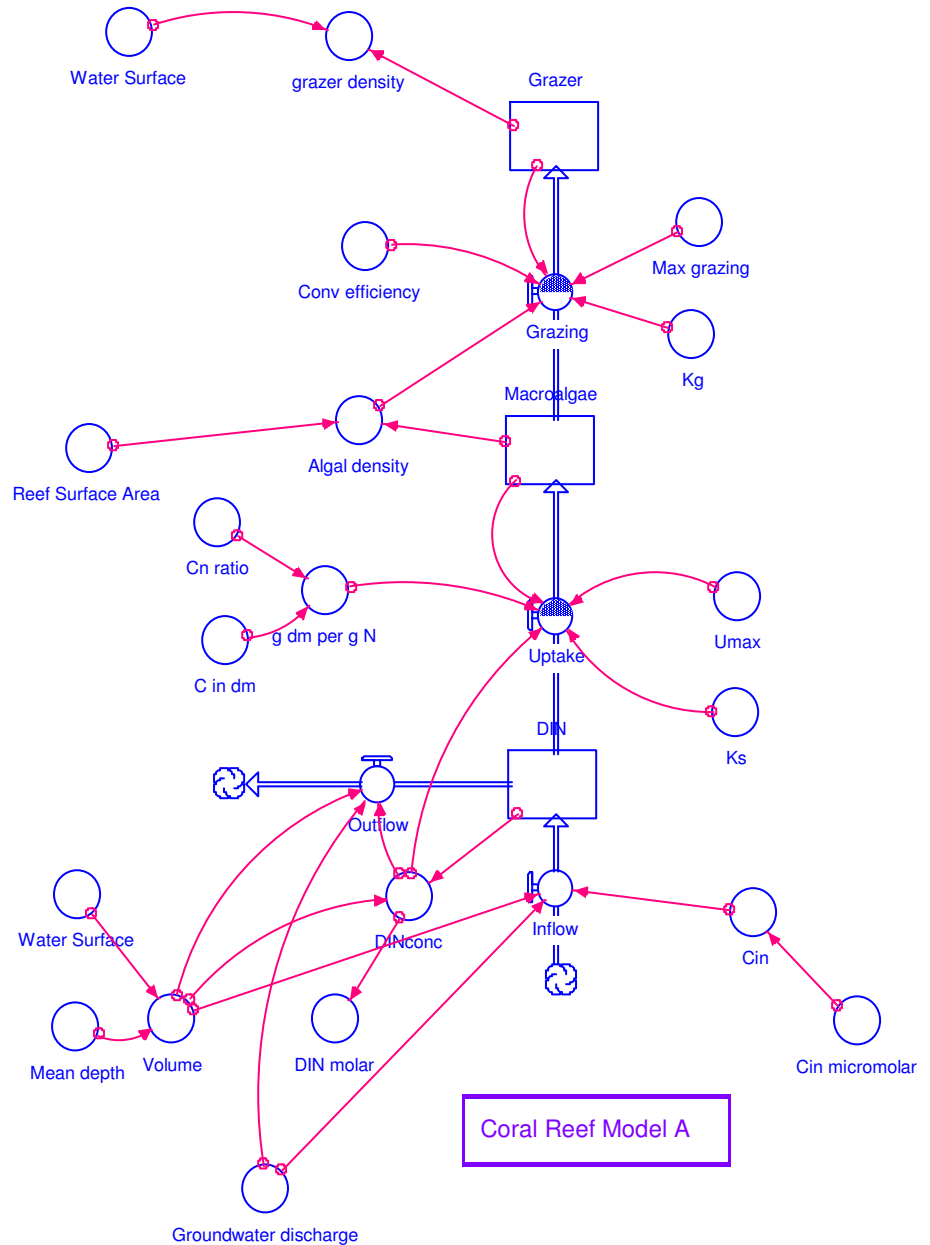 Water Surface
grazer density
Grazer
Max grazing
Conv efficiency
Grazing
Kg
Macroalgae
Algal density
Reef Surface Area
Cn ratio
g dm per g N
C in dm
Uptake
Umax
Ks
DIN
Outflow
Water Surface
DINconc
Inflow
Cin
Mean depth
Volume
DIN molar
Cin micromolar
Coral Reef Model A
Groundwater discharge